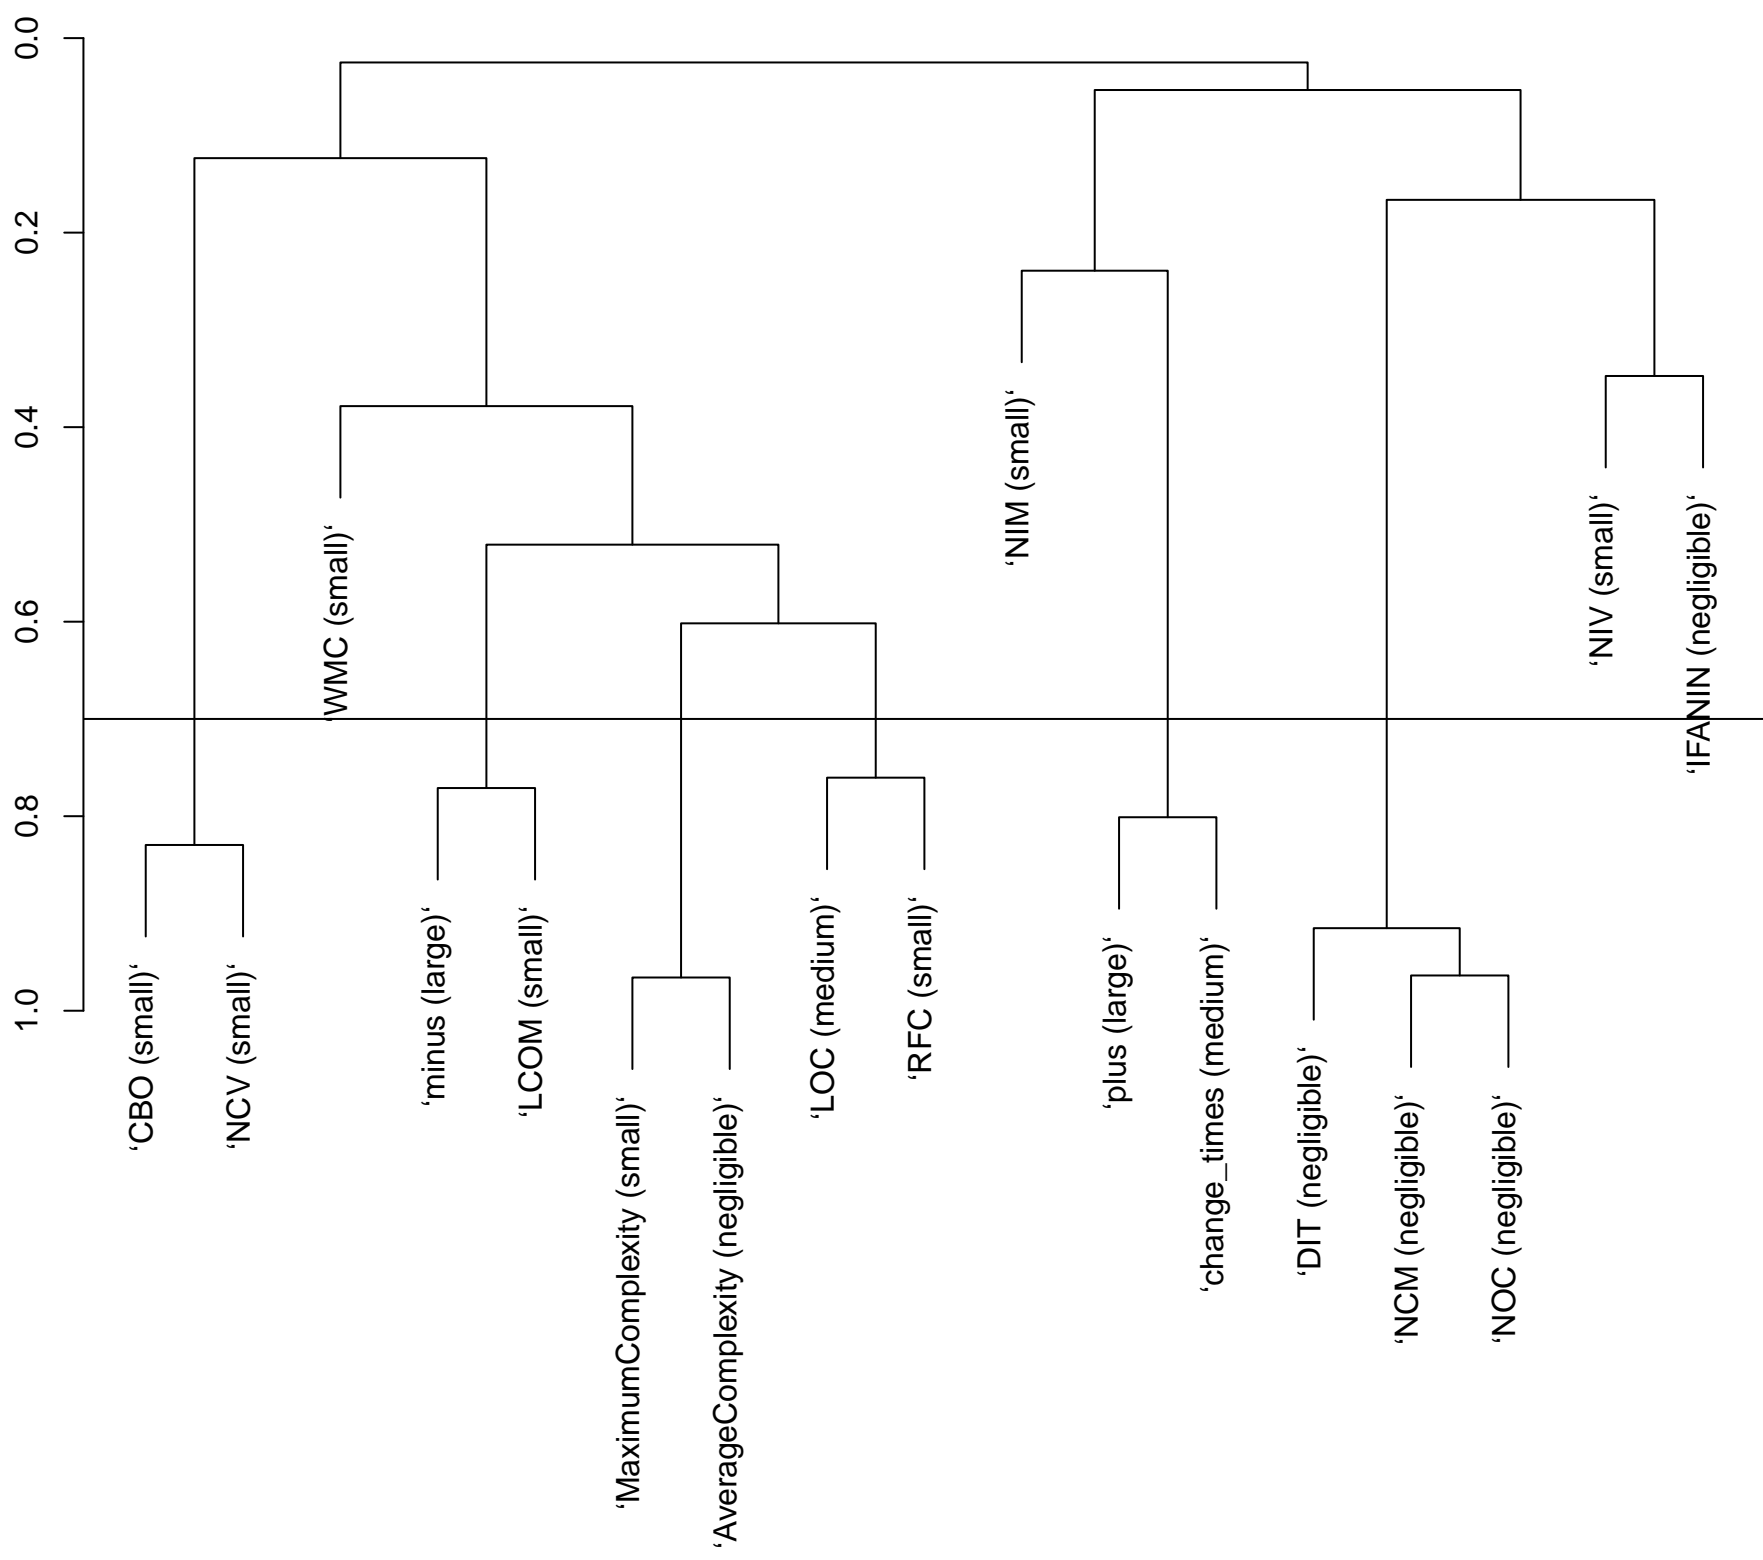 0.0
0.2
0.4
0.6
0.8
1.0
‘CBO (small)‘
‘NCV (small)‘
‘WMC (small)‘
‘minus (large)‘
‘LCOM (small)‘
‘MaximumComplexity (small)‘
‘AverageComplexity (negligible)‘
‘LOC (medium)‘
‘RFC (small)‘
‘NIM (small)‘
‘plus (large)‘
‘change_times (medium)‘
‘DIT (negligible)‘
‘NCM (negligible)‘
‘NOC (negligible)‘
‘NIV (small)‘
‘IFANIN (negligible)‘